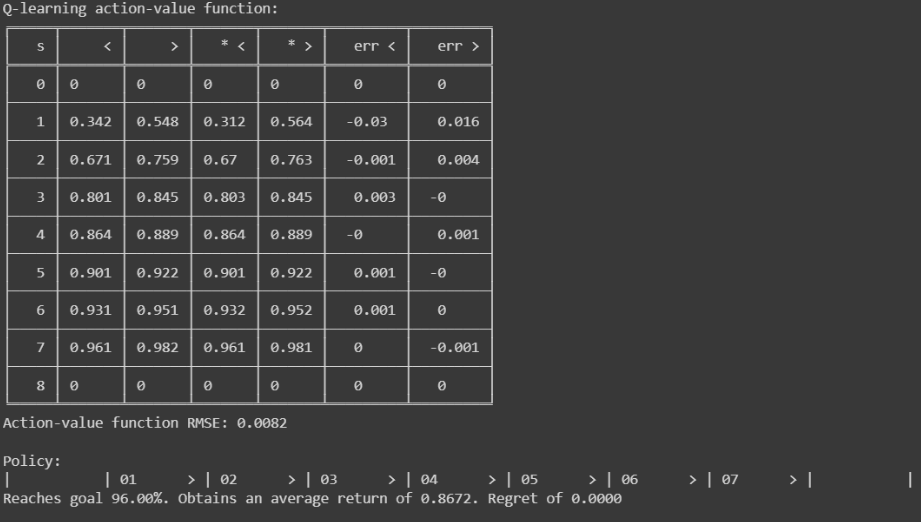 Q-learning action-value function:
s < > * < * > err < err >
0 0 0 0 0 0 0
1 0.342 0.548 0.312 0.564 -0.03 0.016
2 0.671 0.759 0.67 0.763 -0.001 0.004
3 0.801 0.845 0.803 0.845 0.003 -0
4 0.864 0.889 0.864 0.889 -0 0.001
5 0.901 0.922 0.901 0.922 0.001 -0
6 0.931 0.951 0.932 0.952 0.001 0
7 0.961 0.982 0.961 0.981 0 -0.001
8 0 0 0 0 0 0
Action-value function RMSE: 0.0082
Policy:
| | 01 > | 02 > | 03 > | 04 > | 05 > | 06 > | 07 > | |
Reaches goal 96.00%. Obtains an average return of 0.8672. Regret of 0.0000